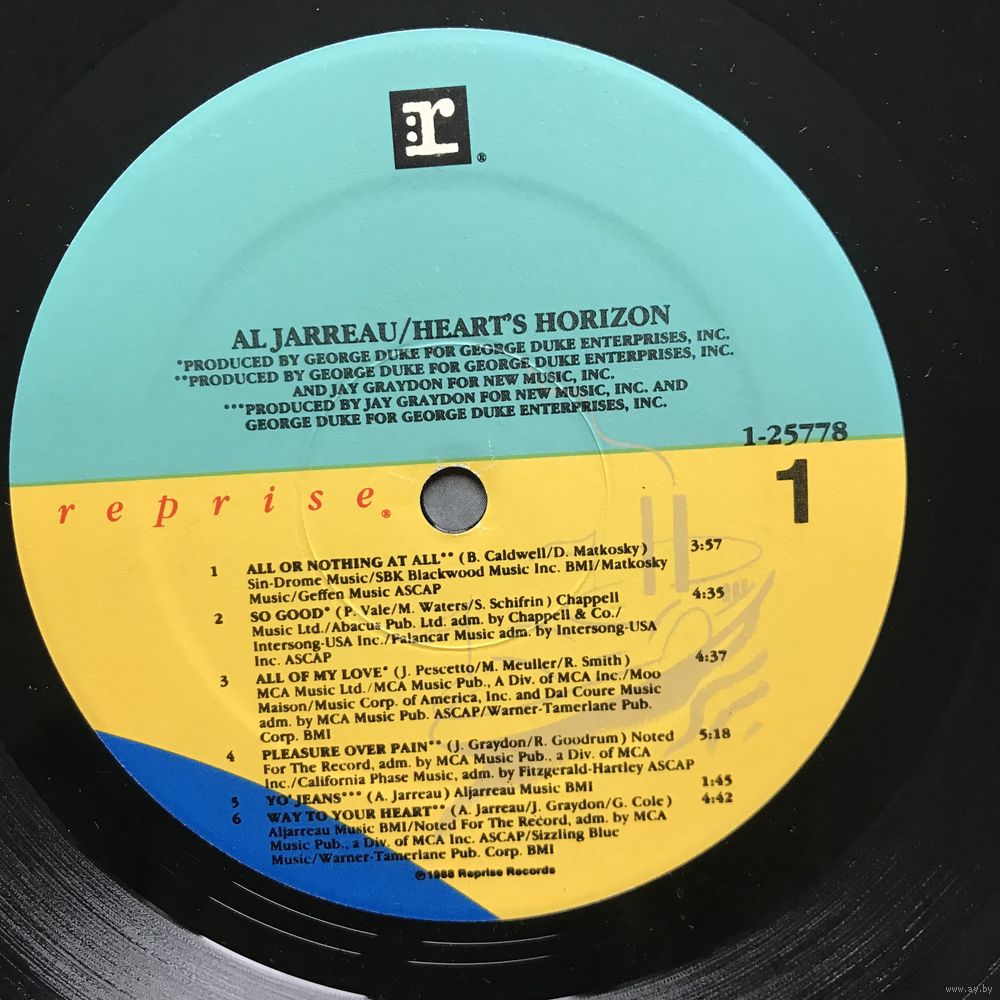 r®
AL JARREAU/HEART'S HORIZON
*PRODUCED BY GEORGE DUKE FOR GEORGE DUKE ENTERPRISES, INC.
**PRODUCED BY GEORGE DUKE FOR GEORGE DUKE ENTERPRISES, INC.
AND JAY GRAYDON FOR NEW MUSIC, INC.
***PRODUCED BY JAY GRAYDON FOR NEW MUSIC, INC. AND
GEORGE DUKE FOR GEORGE DUKE ENTERPRISES, INC.
1-25778
1
reprise®
1 ALL OR NOTHING AT ALL** (B. Caldwell/D. Matkosky) 3:57
Sin-Drome Music/SBK Blackwood Music Inc. BMI/Matkosky
Music/Geffen Music ASCAP
2 SO GOOD* (P. Vale/M. Waters/S. Schifrin) Chappell 4:35
Music Ltd./Abacus Pub. Ltd. adm. by Chappell & Co./
Intersong-USA Inc./Palancar Music adm. by Intersong-USA
Inc. ASCAP
3 ALL OF MY LOVE* (J. Pescetto/M. Meuller/R. Smith) 4:37
MCA Music Ltd./MCA Music Pub., A Div. of MCA Inc./Moo
Maison/Music Corp. of America, Inc. and Dal Coure Music
adm. by MCA Music Pub. ASCAP/Warner-Tamerlane Pub.
Corp. BMI
4 PLEASURE OVER PAIN** (J. Graydon/R. Goodrum) Noted 5:18
For The Record, adm. by MCA Music Pub., a Div. of MCA
Inc./California Phase Music, adm. by Fitzgerald-Hartley ASCAP
5 YO' JEANS*** (A. Jarreau) Aljarreau Music BMI 1:45
6 WAY TO YOUR HEART** (A. Jarreau/J. Graydon/G. Cole) 4:42
Aljarreau Music BMI/Noted For The Record, adm. by MCA
Music Pub., a Div. of MCA Inc. ASCAP/Sizzling Blue
Music/Warner-Tamerlane Pub. Corp. BMI
℗1988 Reprise Records
www.ay.by